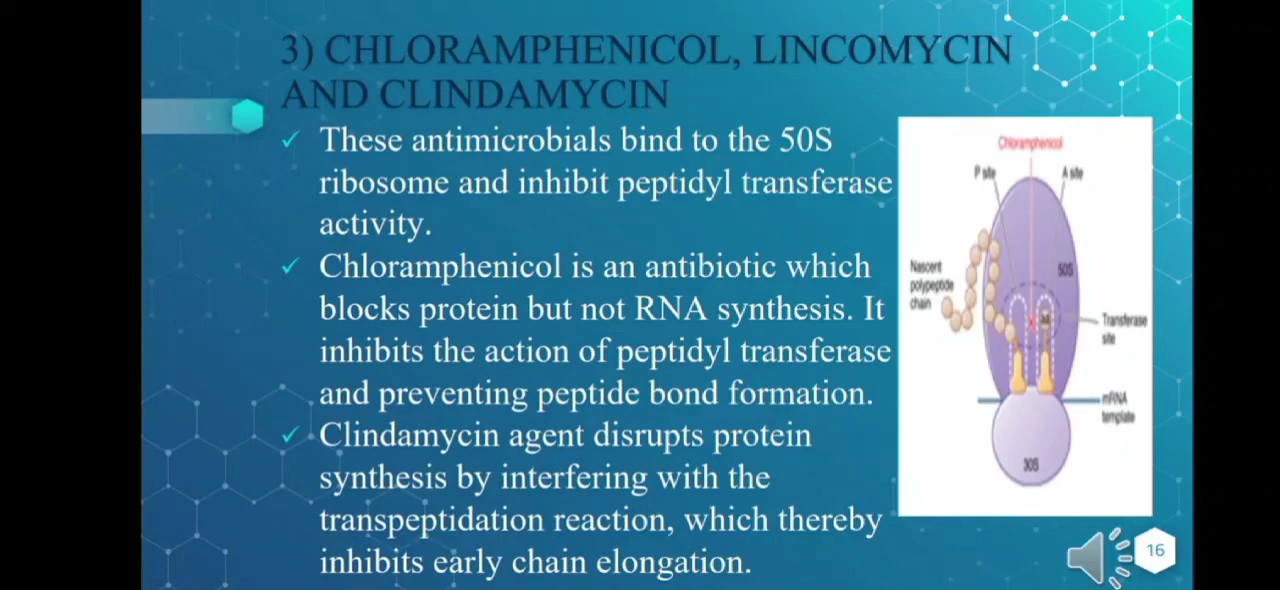 3) CHLORAMPHENICOL, LINCOMYCIN
AND CLINDAMYCIN
✓ These antimicrobials bind to the 50S
ribosome and inhibit peptidyl transferase
activity.
✓ Chloramphenicol is an antibiotic which
blocks protein but not RNA synthesis. It
inhibits the action of peptidyl transferase
and preventing peptide bond formation.
✓ Clindamycin agent disrupts protein
synthesis by interfering with the
transpeptidation reaction, which thereby
inhibits early chain elongation.
Chloramphenicol
P site
A site
Nascent
polypeptide
chain
50S
aa
Transferase
site
mRNA
template
30S
16